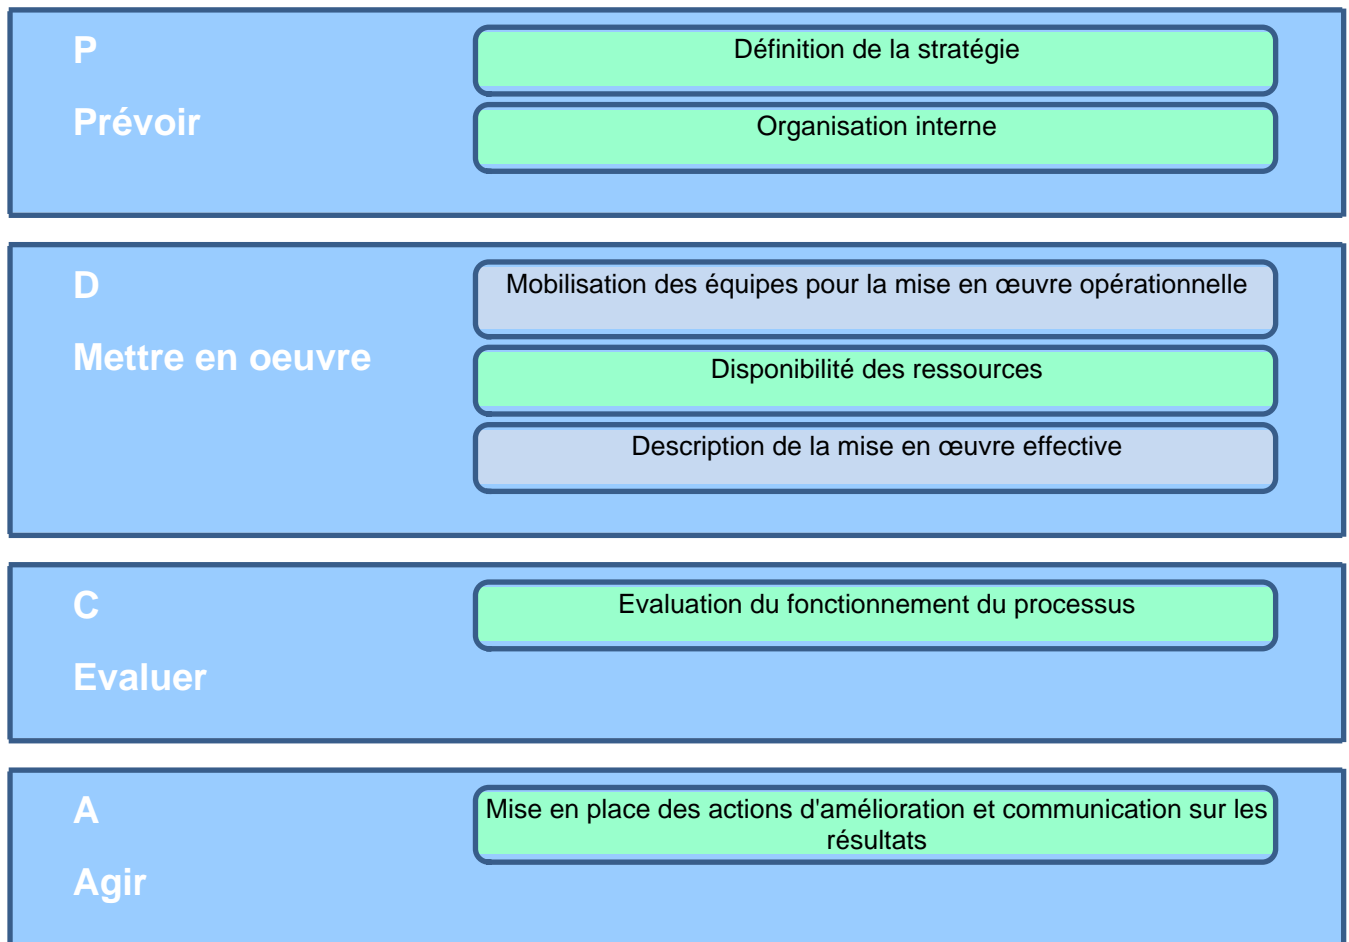 P
Prévoir
Définition de la stratégie
Organisation interne
D
Mettre en oeuvre
Mobilisation des équipes pour la mise en œuvre opérationnelle
Disponibilité des ressources
Description de la mise en œuvre effective
C
Evaluer
Evaluation du fonctionnement du processus
A
Agir
Mise en place des actions d'amélioration et communication sur les
résultats